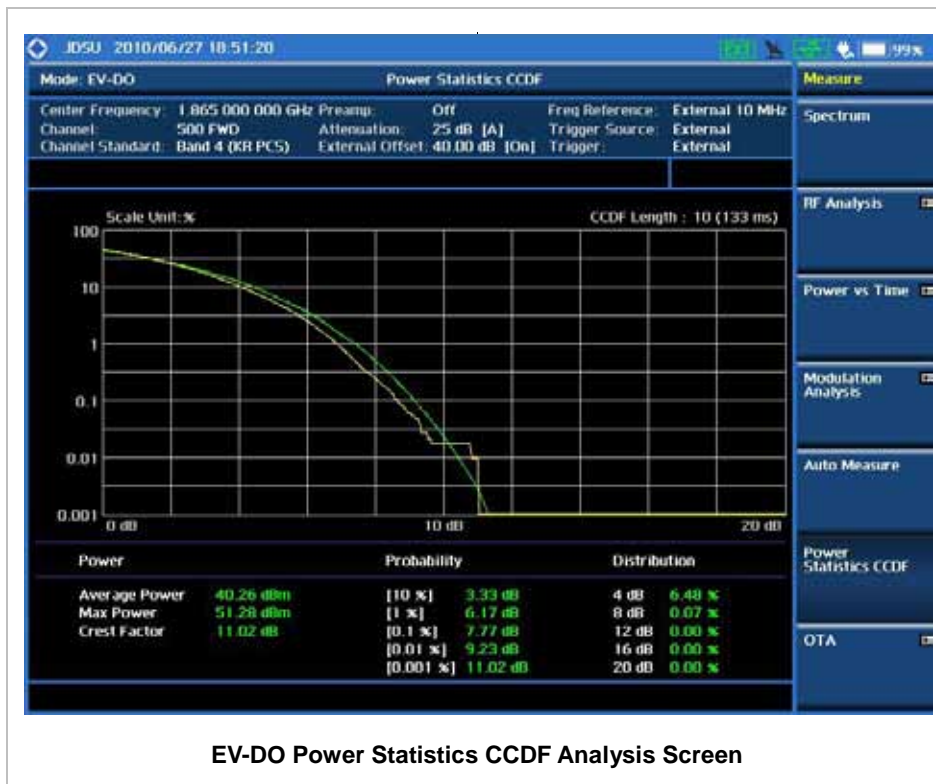 JDSU 2010/06/27 18:51:20 99%
Mode: EV-DO Power Statistics CCDF Measure
Center Frequency: 1.865 000 000 GHz Preamp: Off Freq Reference: External 10 MHz
Channel: 500 FWD Attenuation: 25 dB [A] Trigger Source: External
Channel Standard: Band 4 (KR PCS) External Offset: 40.00 dB [On] Trigger: External
Spectrum
RF Analysis
Scale Unit: % CCDF Length : 10 (133 ms)
100
10
Power vs Time
1
Modulation Analysis
0.1
0.01
Auto Measure
0.001
0 dB 10 dB 20 dB
Power Probability Distribution
Power Statistics CCDF
Average Power 40.26 dBm [10 %] 3.33 dB 4 dB 6.48 %
Max Power 51.28 dBm [1 %] 6.17 dB 8 dB 0.07 %
Crest Factor 11.02 dB [0.1 %] 7.77 dB 12 dB 0.00 %
[0.01 %] 9.23 dB 16 dB 0.00 %
[0.001 %] 11.02 dB 20 dB 0.00 %
OTA
EV-DO Power Statistics CCDF Analysis Screen